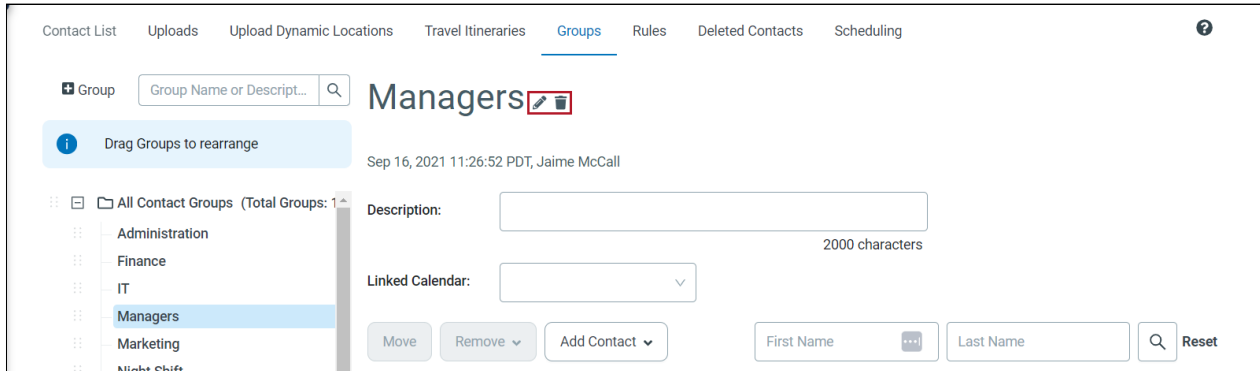 Contact List Uploads Upload Dynamic Locations Travel Itineraries Groups Rules Deleted Contacts Scheduling
Group Group Name or Descript...
Managers
Drag Groups to rearrange
Sep 16, 2021 11:26:52 PDT, Jaime McCall
All Contact Groups (Total Groups: 1
Description:
Administration
2000 characters
Finance
Linked Calendar:
IT
Managers
Move Remove Add Contact First Name Last Name Reset
Marketing
Night Shift